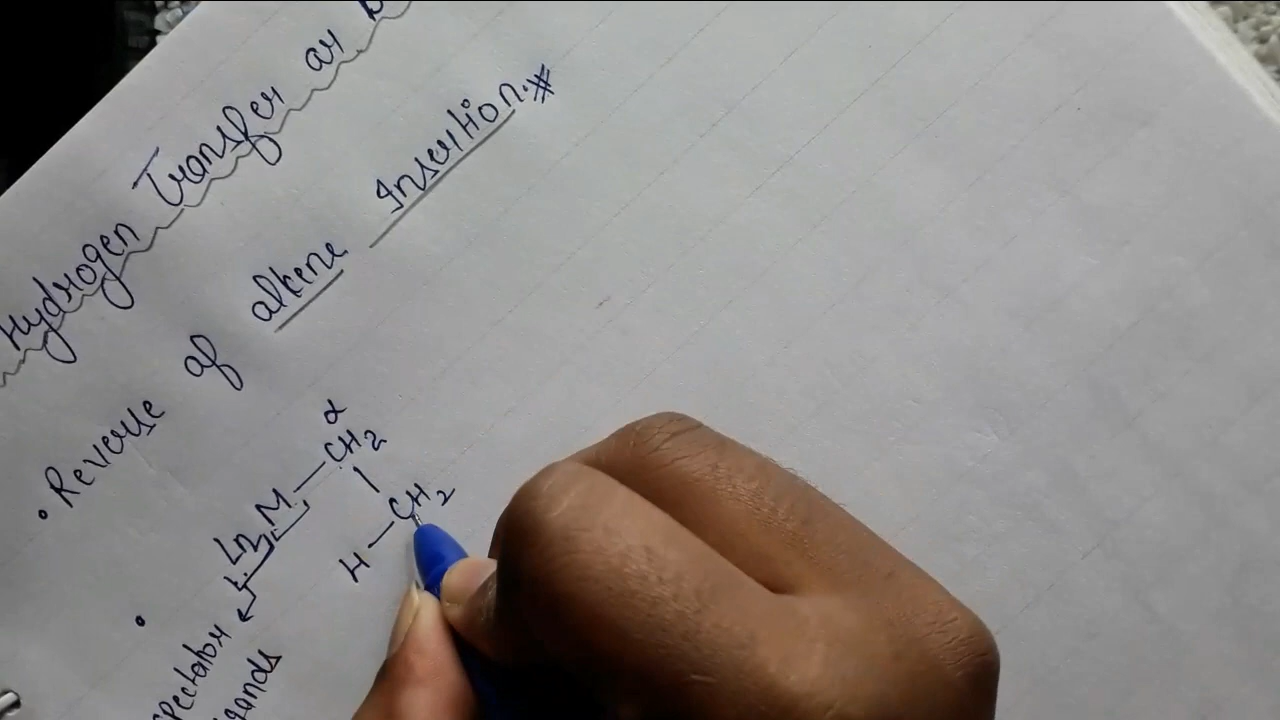 Hydrogen Transfer or
• Reverse of alkene Insertion.
α
LnM — CH2
|
H — CH2
•
spectator
ligands